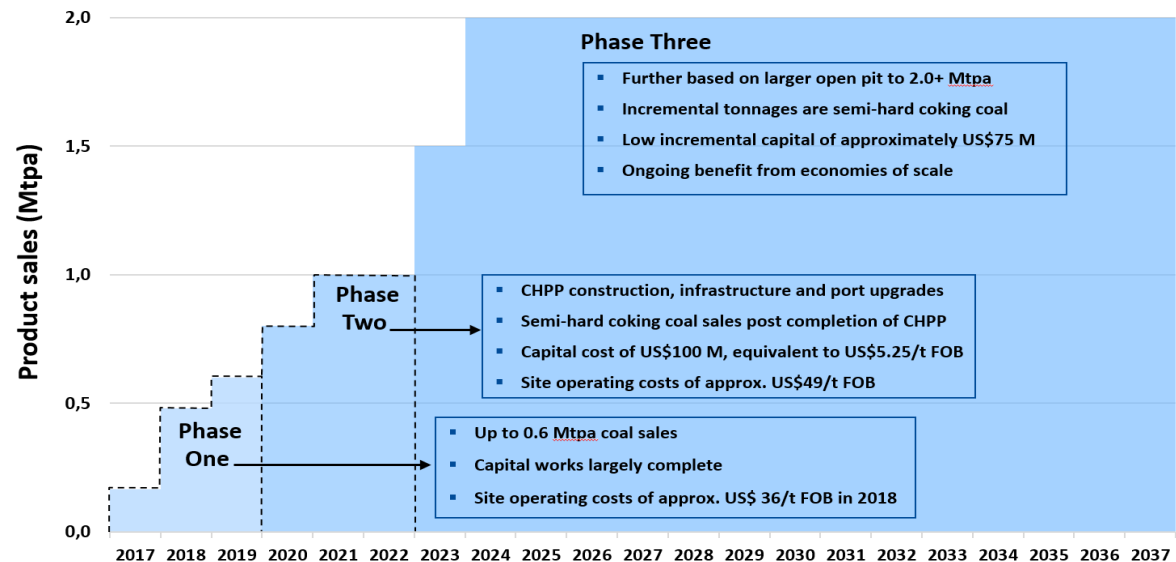 Product sales (Mtpa)
2,0
1,5
1,0
0,5
0,0
Phase Three
▪ Further based on larger open pit to 2.0+ Mtpa
▪ Incremental tonnages are semi-hard coking coal
▪ Low incremental capital of approximately US$75 M
▪ Ongoing benefit from economies of scale
Phase
Two
▪ CHPP construction, infrastructure and port upgrades
▪ Semi-hard coking coal sales post completion of CHPP
▪ Capital cost of US$100 M, equivalent to US$5.25/t FOB
▪ Site operating costs of approx. US$49/t FOB
Phase
One
▪ Up to 0.6 Mtpa coal sales
▪ Capital works largely complete
▪ Site operating costs of approx. US$ 36/t FOB in 2018
2017 2018 2019 2020 2021 2022 2023 2024 2025 2026 2027 2028 2029 2030 2031 2032 2033 2034 2035 2036 2037